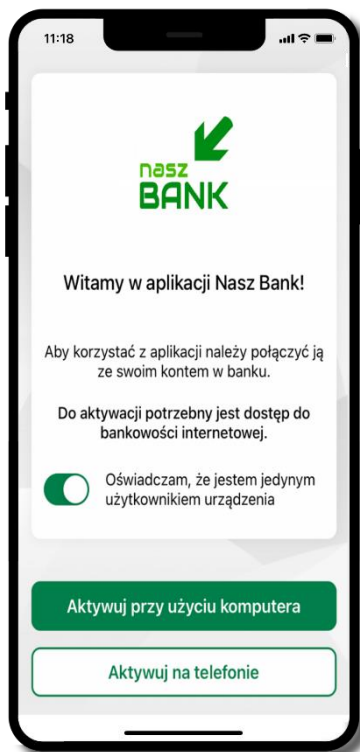 11:18
nasz
BANK
Witamy w aplikacji Nasz Bank!
Aby korzystać z aplikacji należy połączyć ją
ze swoim kontem w banku.
Do aktywacji potrzebny jest dostęp do
bankowości internetowej.
Oświadczam, że jestem jedynym
użytkownikiem urządzenia
Aktywuj przy użyciu komputera
Aktywuj na telefonie